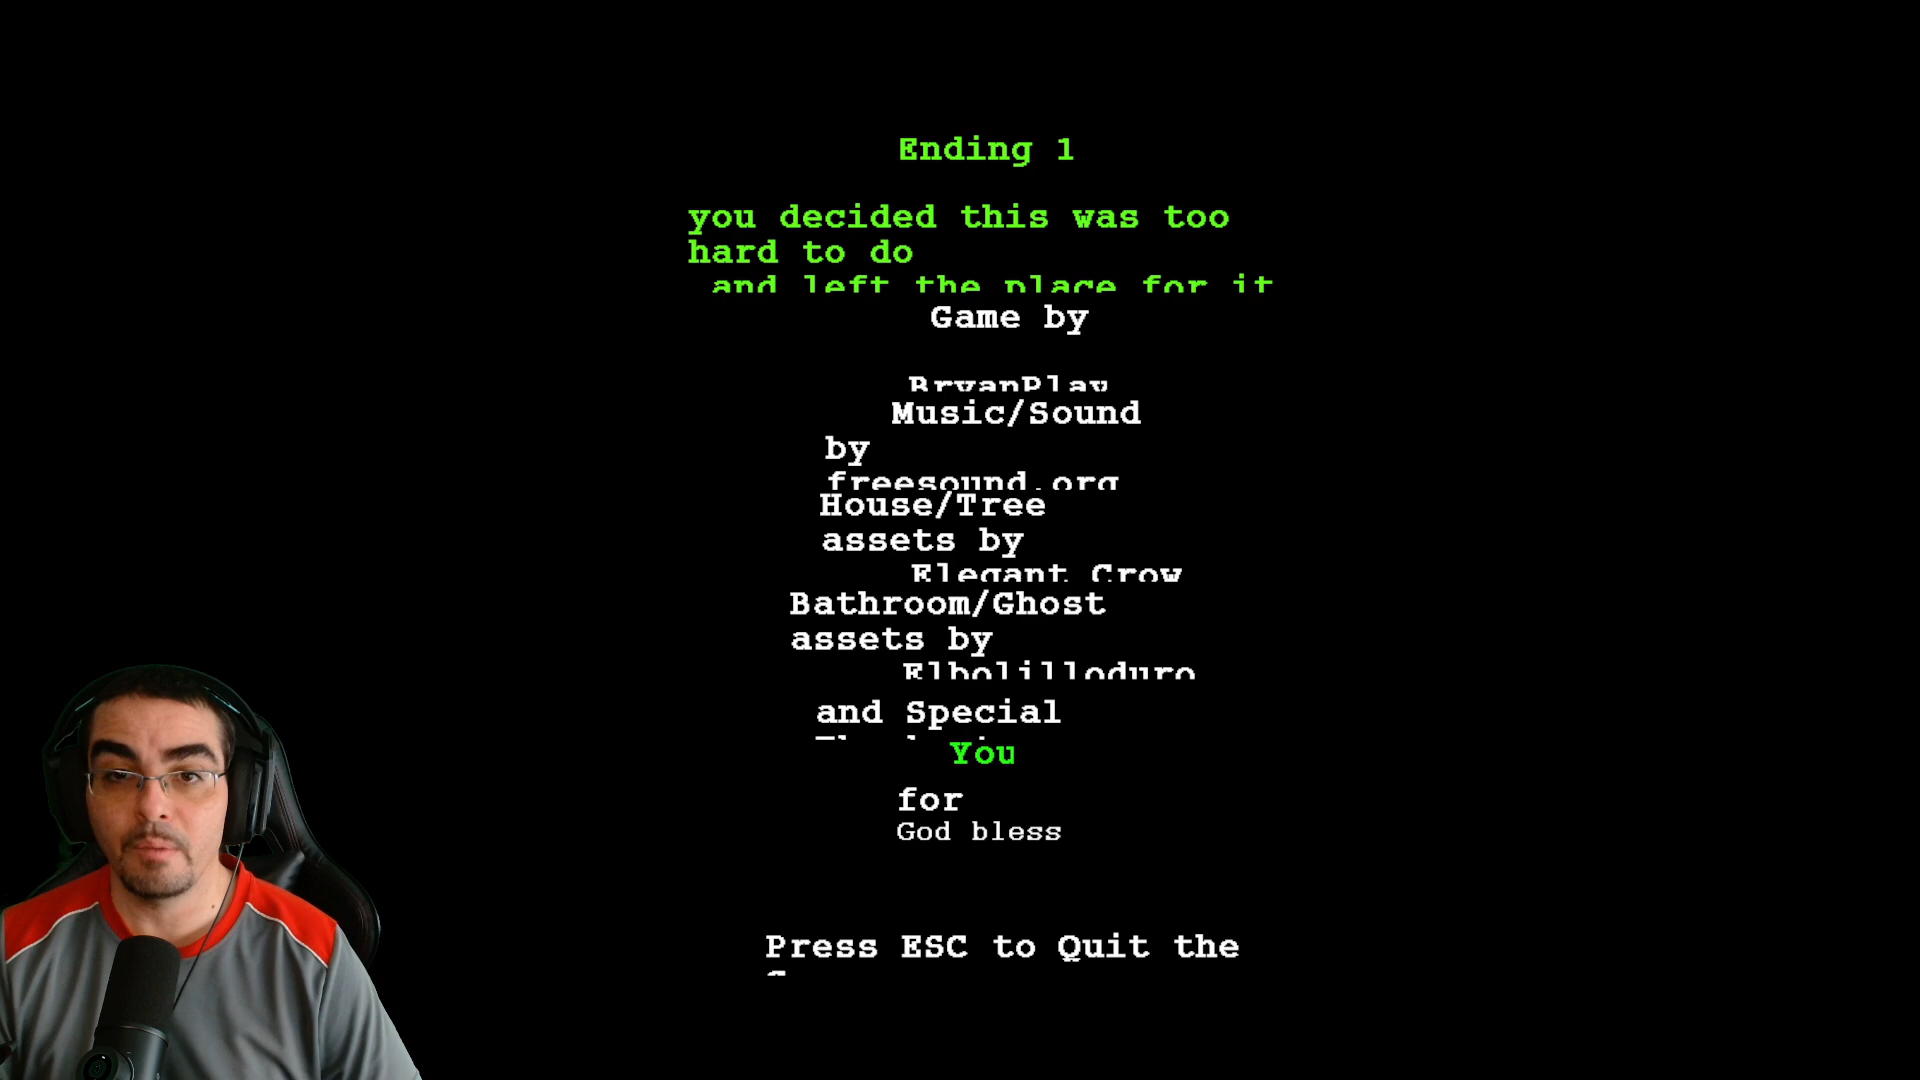 Ending 1
you decided this was too
hard to do
and left the place for it
Game by
BryanPlay
Music/Sound
by
freesound.org
House/Tree
assets by
Elegant Crow
Bathroom/Ghost
assets by
Elbolilloduro
and Special
You
for
God bless
Press ESC to Quit the